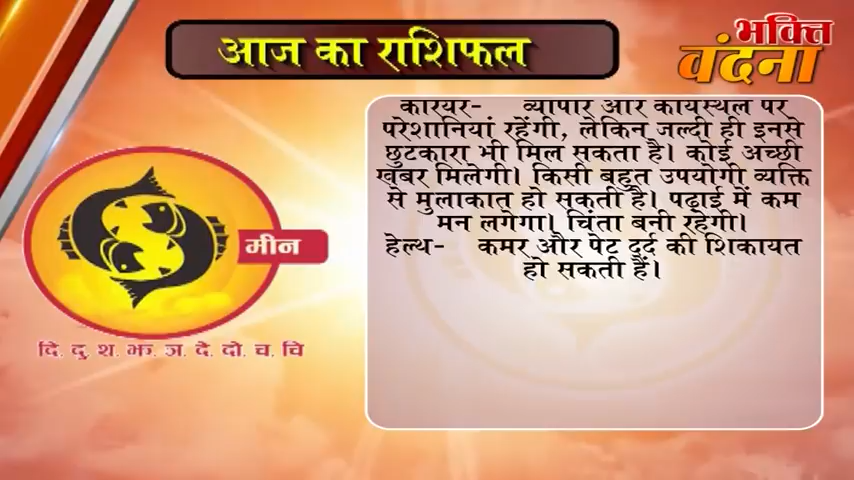 आज का राशिफल
भक्ति
वंदना
करियर- व्यापार और कार्यस्थल पर
परेशानियां रहेंगी, लेकिन जल्दी ही इनसे
छुटकारा भी मिल सकता है। कोई अच्छी
खबर मिलेगी। किसी बहुत उपयोगी व्यक्ति
से मुलाकात हो सकती है। पढ़ाई में कम
मन लगेगा। चिंता बनी रहेगी।
हेल्थ- कमर और पेट दर्द की शिकायत
हो सकती हैं।
मीन
दि. दु. श. झ. ञ. दे. दो. च. चि